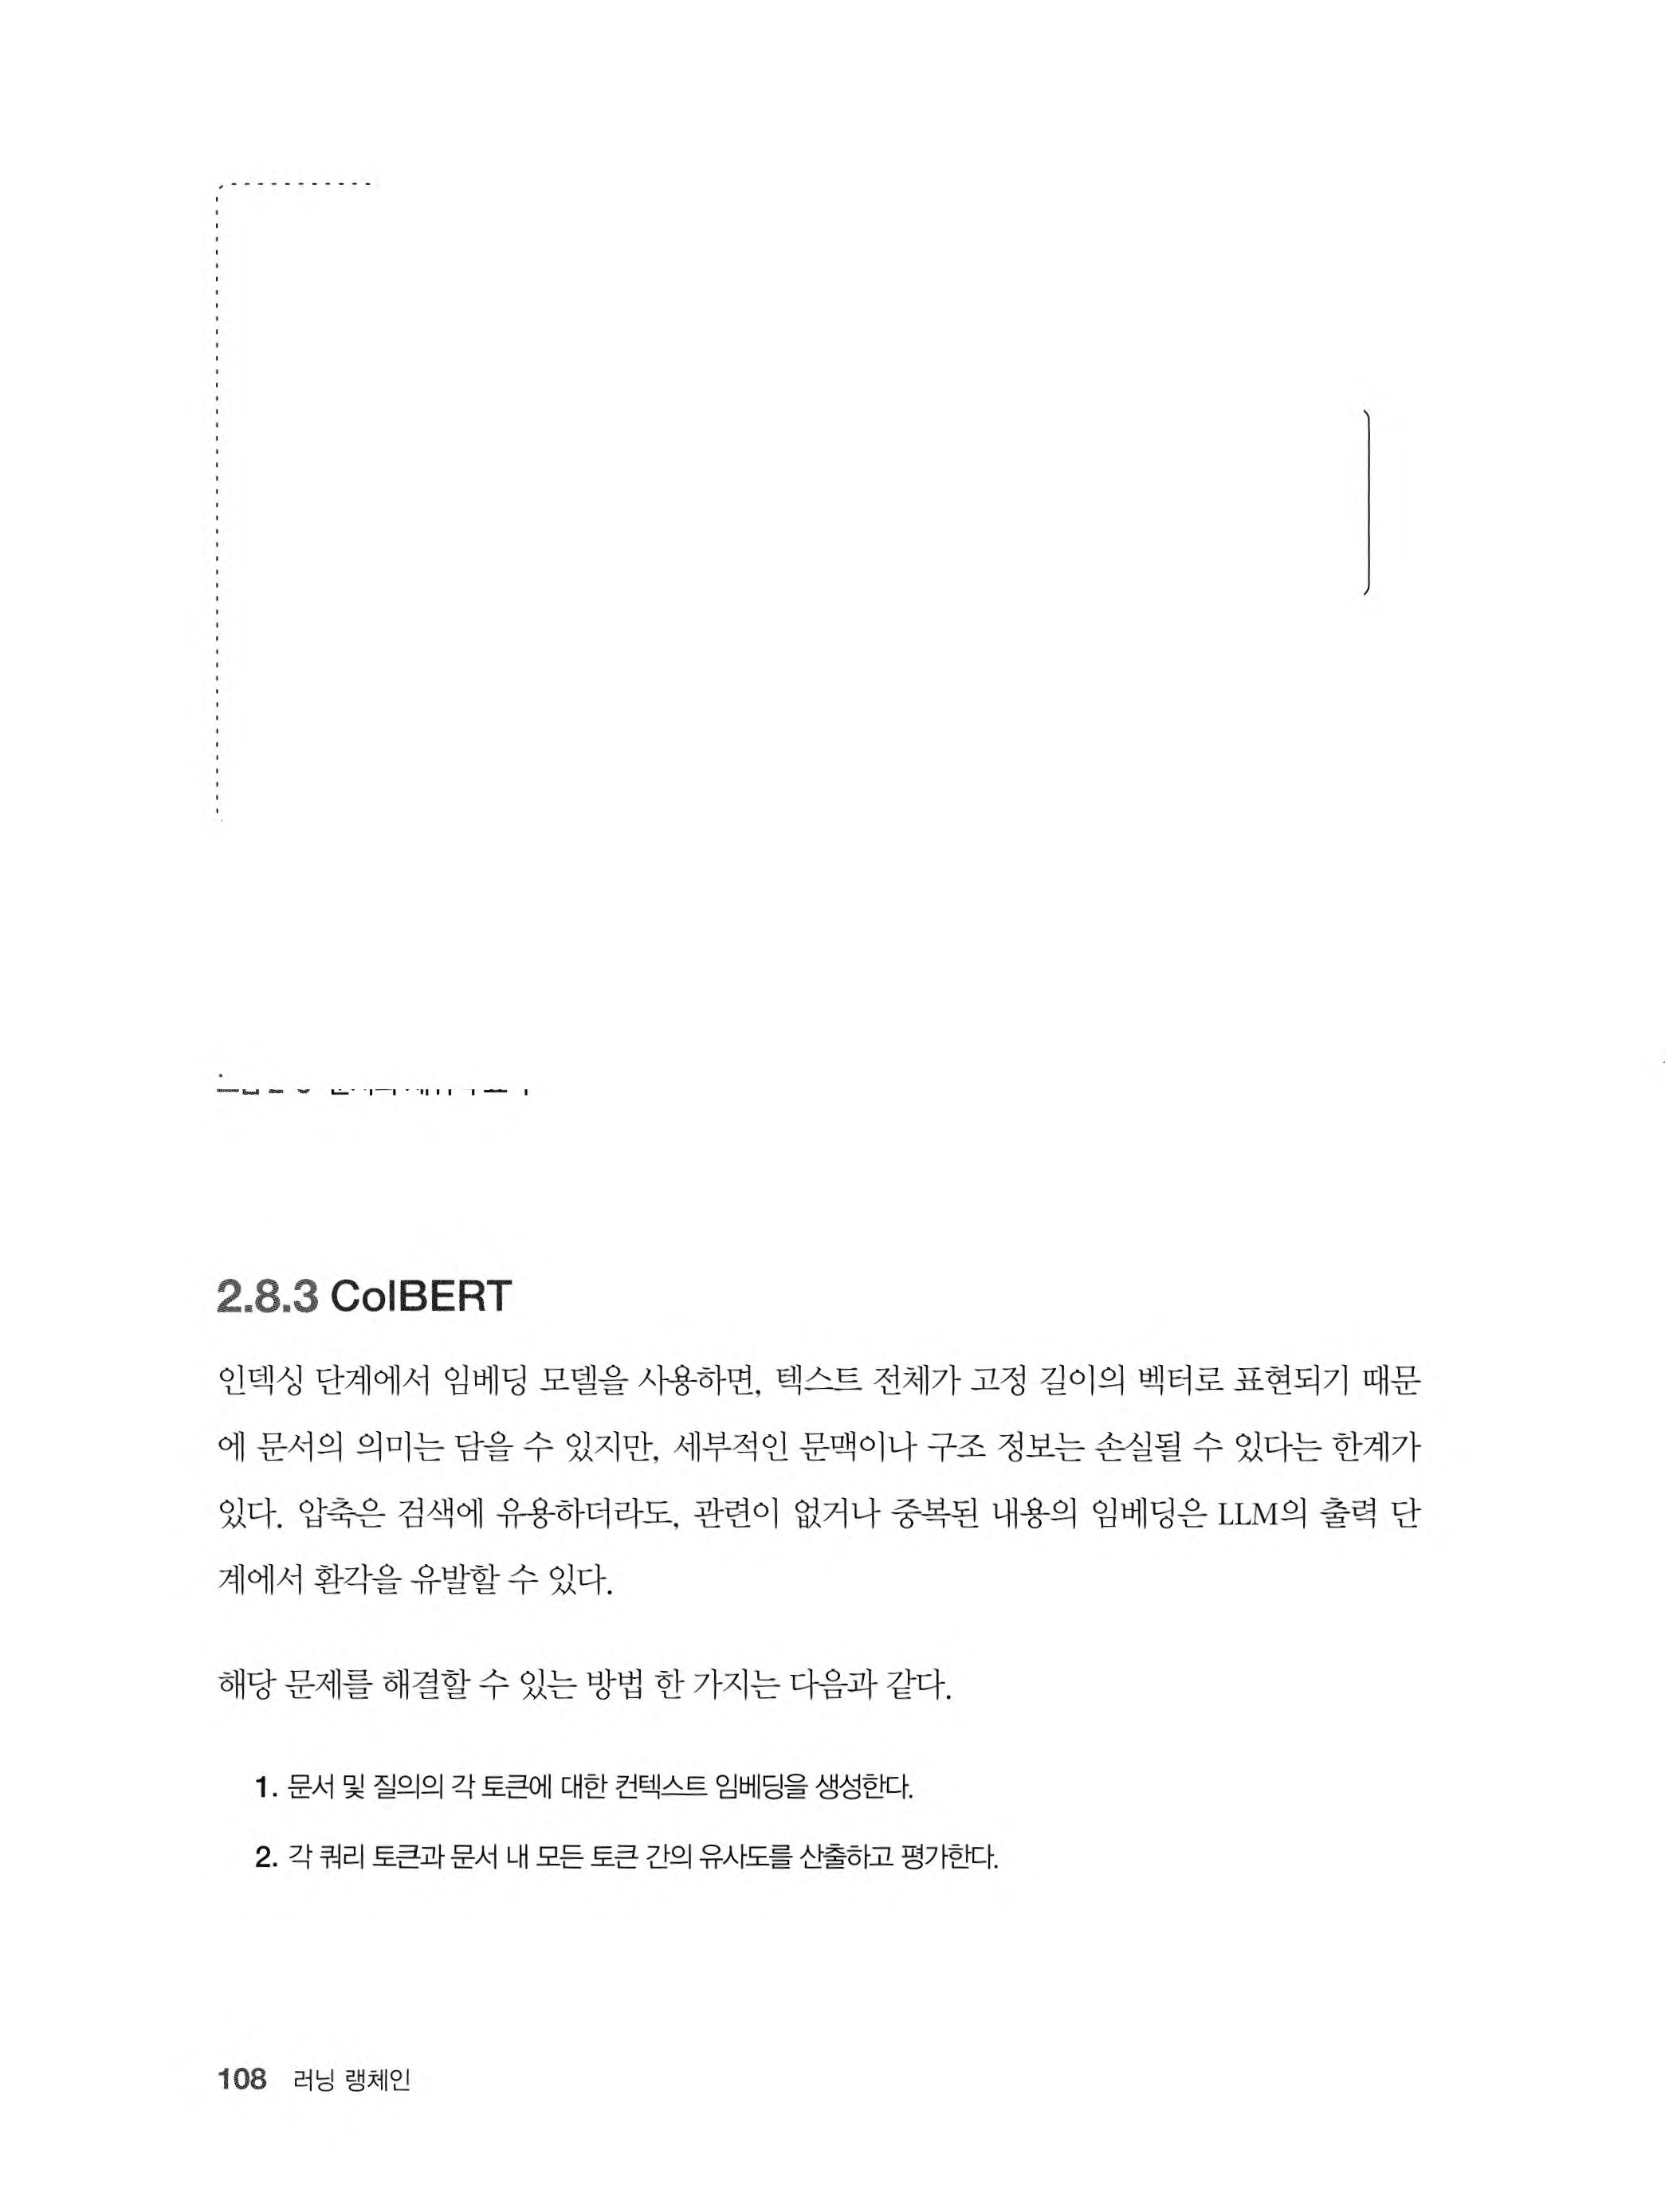 2.8.3 ColBERT
인덱싱 단계에서 임베딩 모델을 사용하면, 텍스트 전체가 고정 길이의 벡터로 표현되기 때문
에 문서의 의미는 담을 수 있지만, 세부적인 문맥이나 구조 정보는 손실될 수 있다는 한계가
있다. 압축은 검색에 유용하더라도, 관련이 없거나 중복된 내용의 임베딩은 LLM의 출력 단
계에서 환각을 유발할 수 있다.
해당 문제를 해결할 수 있는 방법 한 가지는 다음과 같다.
1. 문서 및 질의의 각 토큰에 대한 컨텍스트 임베딩을 생성한다.
2. 각 쿼리 토큰과 문서 내 모든 토큰 간의 유사도를 산출하고 평가한다.
108 러닝 랭체인